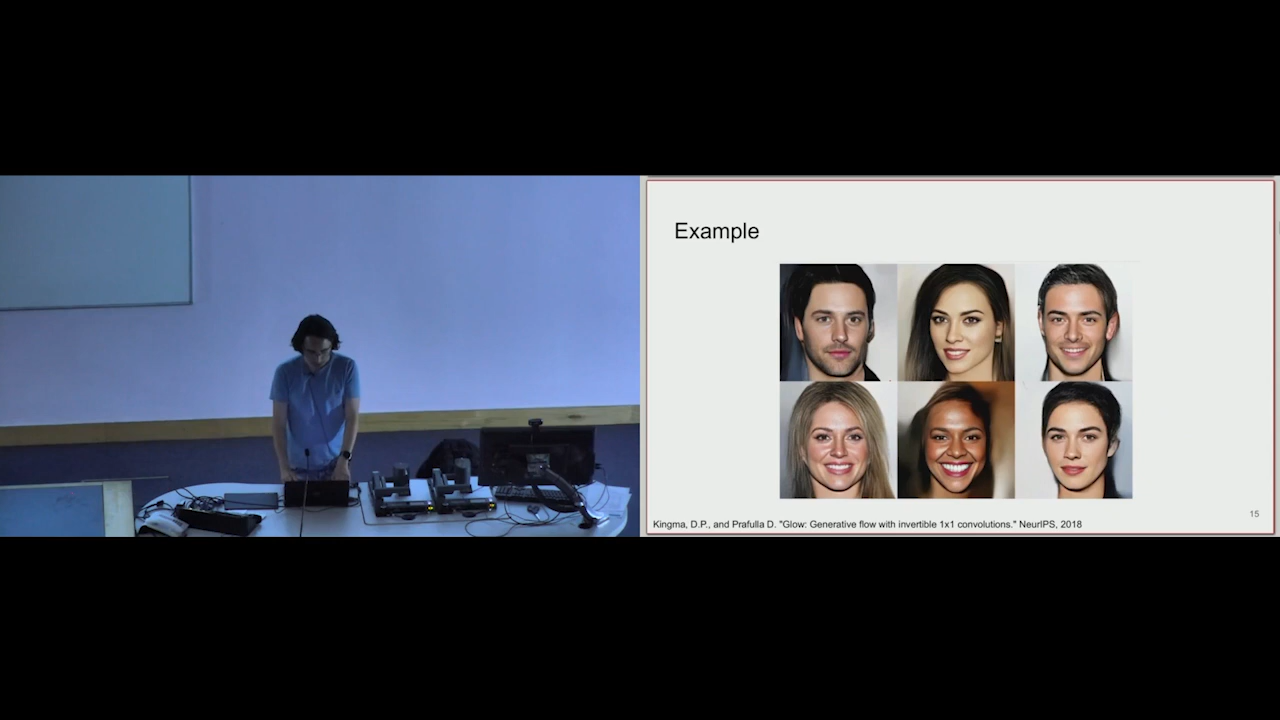 Example
Kingma, D.P., and Prafulla D. "Glow: Generative flow with invertible 1x1 convolutions." NeurIPS, 2018
15